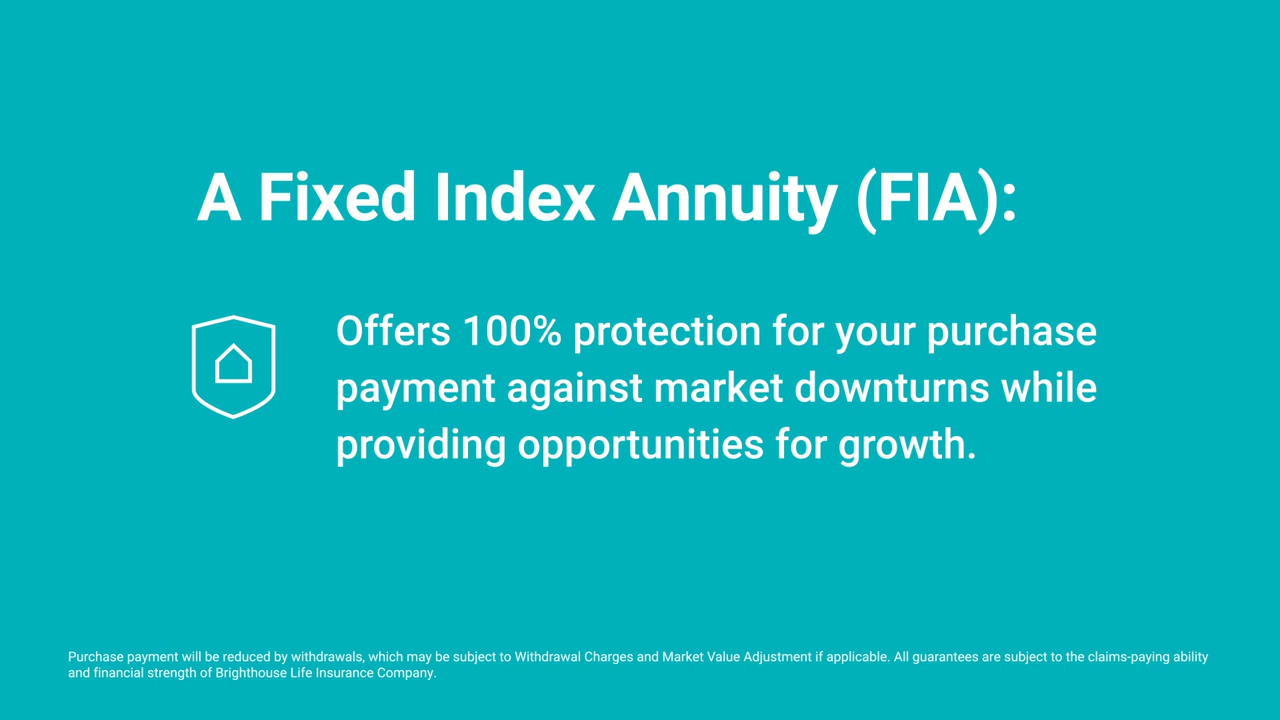 A Fixed Index Annuity (FIA):
Offers 100% protection for your purchase
payment against market downturns while
providing opportunities for growth.
Purchase payment will be reduced by withdrawals, which may be subject to Withdrawal Charges and Market Value Adjustment if applicable. All guarantees are subject to the claims-paying ability
and financial strength of Brighthouse Life Insurance Company.